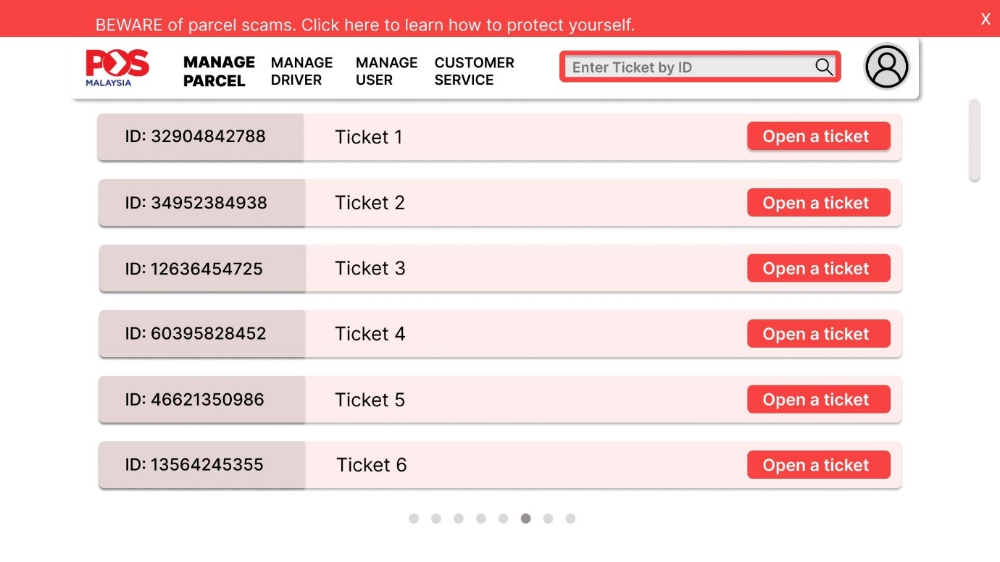 BEWARE of parcel scams. Click here to learn how to protect yourself.
X
POS
MALAYSIA
MANAGE
PARCEL
MANAGE
DRIVER
MANAGE
USER
CUSTOMER
SERVICE
Enter Ticket by ID
ID: 32904842788 Ticket 1 Open a ticket
ID: 34952384938 Ticket 2 Open a ticket
ID: 12636454725 Ticket 3 Open a ticket
ID: 60395828452 Ticket 4 Open a ticket
ID: 46621350986 Ticket 5 Open a ticket
ID: 13564245355 Ticket 6 Open a ticket